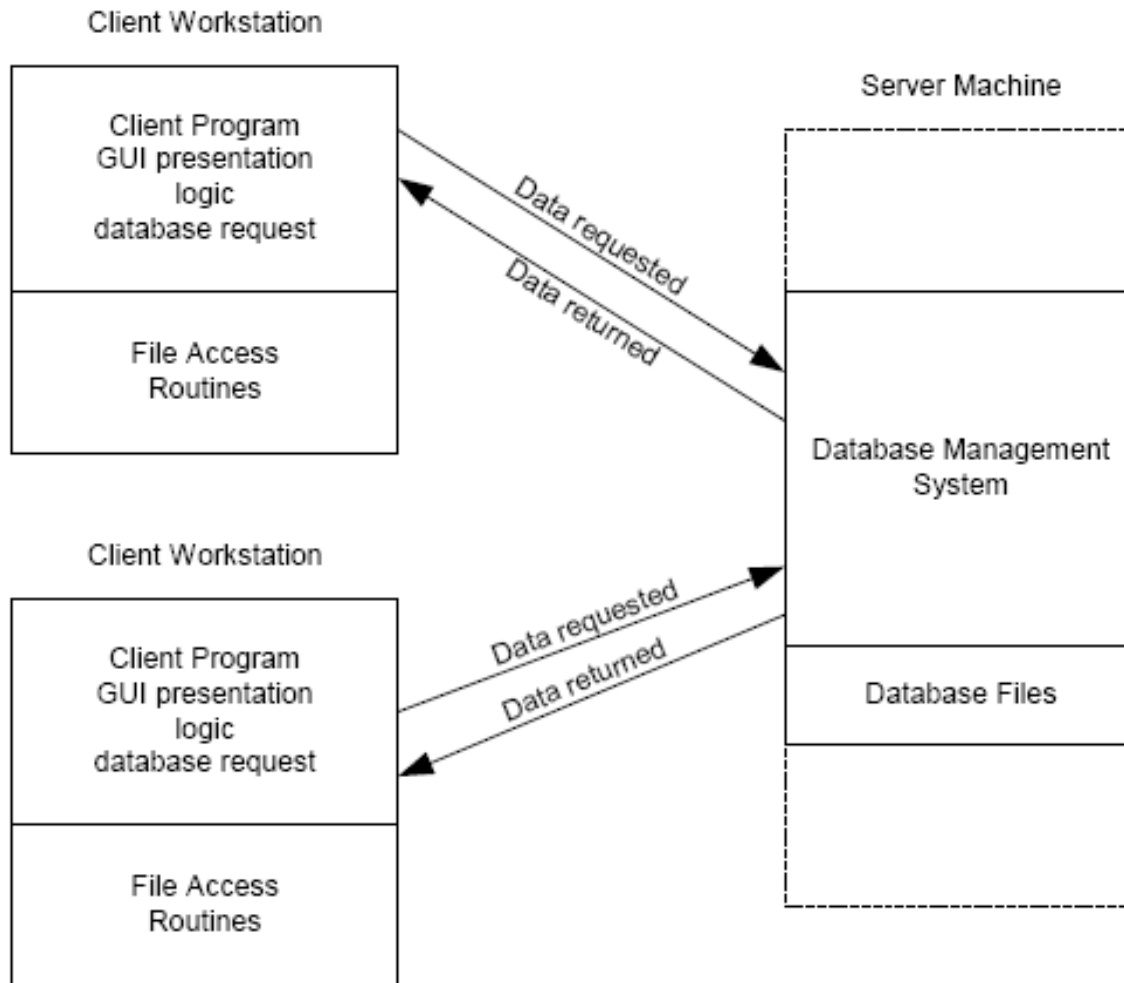 Client Workstation
Client Program
GUI presentation
logic
database request
File Access
Routines
Data requested
Data returned
Server Machine
Database Management
System
Database Files
Client Workstation
Client Program
GUI presentation
logic
database request
File Access
Routines
Data requested
Data returned